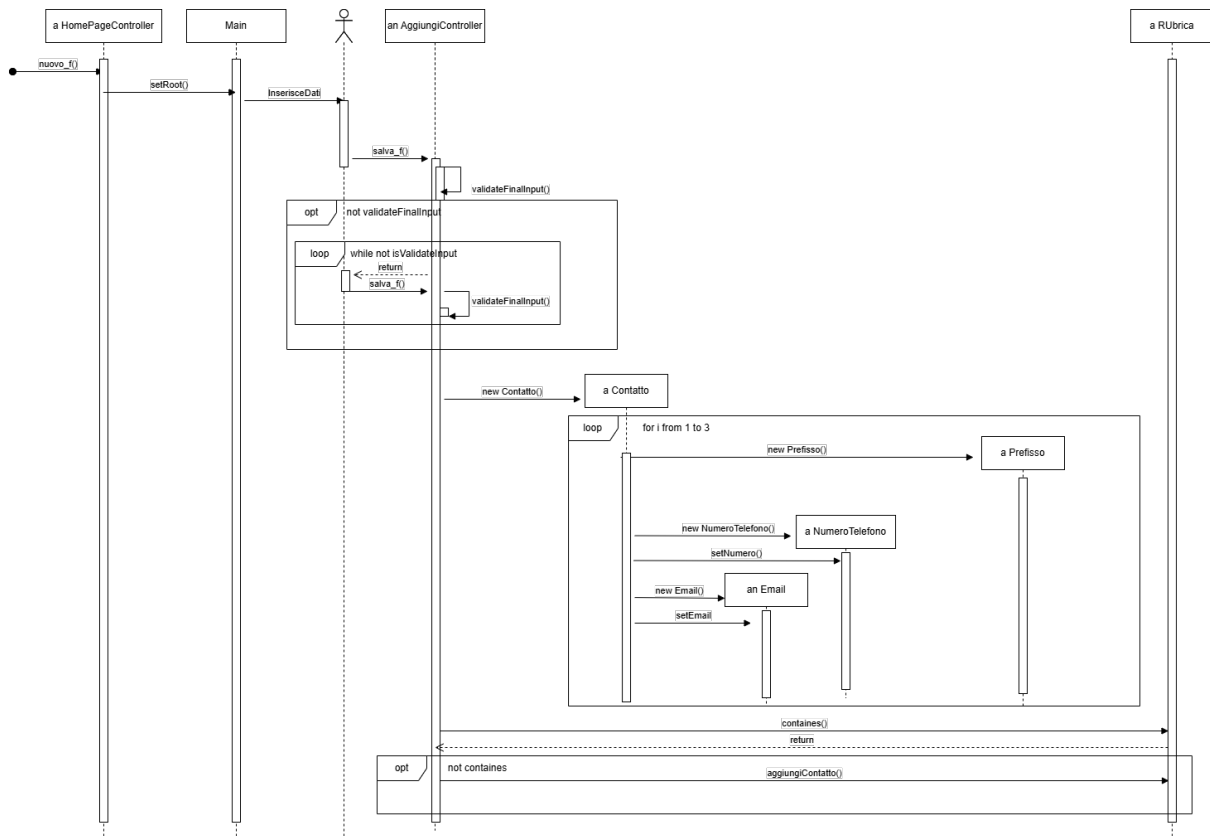 a HomePageController
Main
an AggiungiController
a RUbrica
nuovo_f()
setRoot()
InserisceDati
salva_f()
validateFinalInput()
opt
not validateFinalInput
loop
while not isValidateInput
return
salva_f()
validateFinalInput()
new Contatto()
a Contatto
loop
for i from 1 to 3
new Prefisso()
a Prefisso
new NumeroTelefono()
a NumeroTelefono
setNumero()
new Email()
an Email
setEmail
containes()
return
opt
not containes
aggiungiContatto()